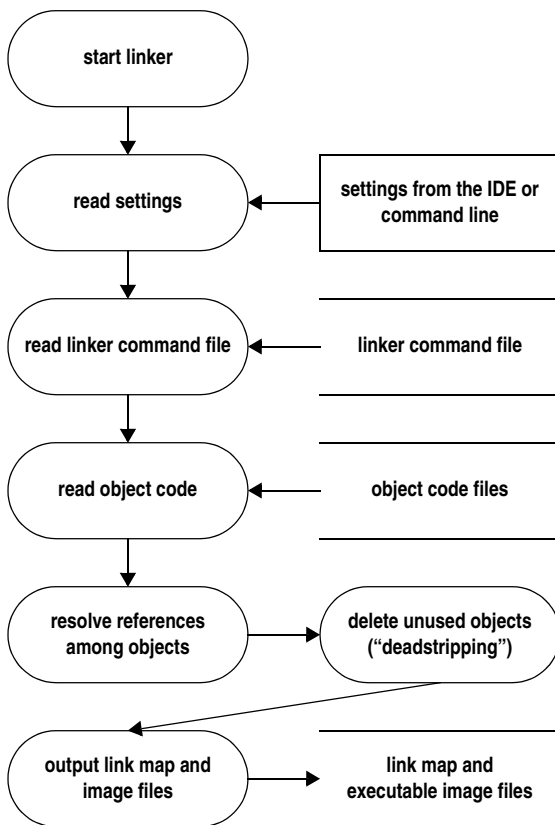 start linker
read settings
settings from the IDE or
command line
read linker command file
linker command file
read object code
object code files
resolve references
among objects
delete unused objects
(“deadstripping”)
output link map and
image files
link map and
executable image files